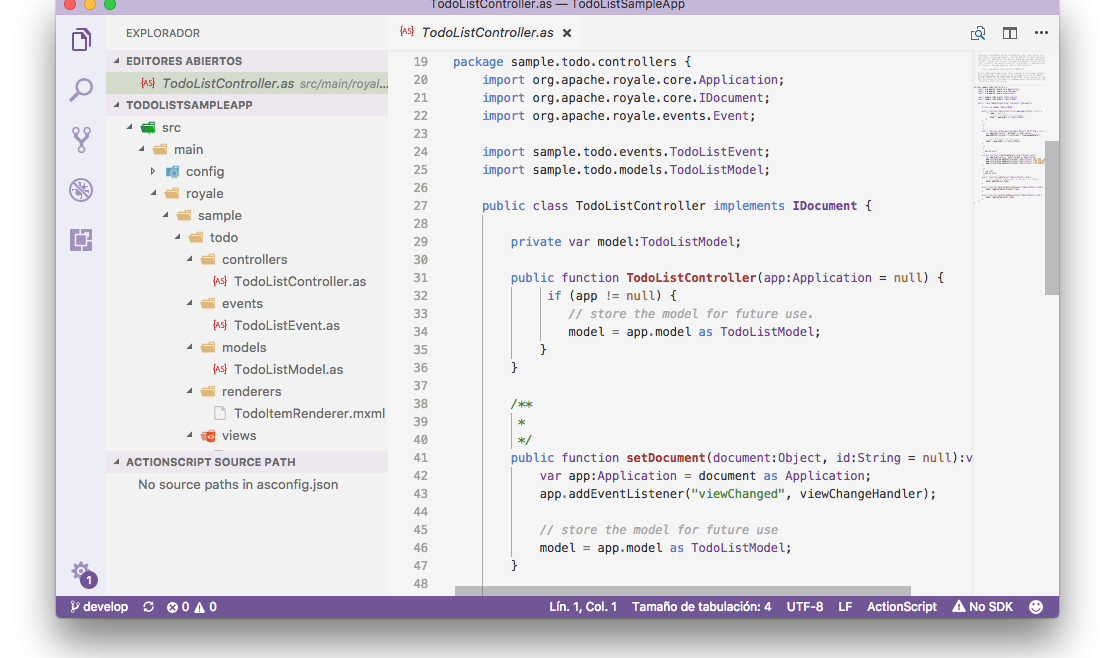 TodoListController.as — TodoListSampleApp
EXPLORADOR
EDITORES ABIERTOS
TodoListController.as src/main/royal...
TODOLISTSAMPLEAPP
src
main
config
royale
sample
todo
controllers
TodoListController.as
events
TodoListEvent.as
models
TodoListModel.as
renderers
TodoItemRenderer.mxml
views
ACTIONSCRIPT SOURCE PATH
No source paths in asconfig.json
1
TodoListController.as
19 package sample.todo.controllers {
20 import org.apache.royale.core.Application;
21 import org.apache.royale.core.IDocument;
22 import org.apache.royale.events.Event;
23
24 import sample.todo.events.TodoListEvent;
25 import sample.todo.models.TodoListModel;
26
27 public class TodoListController implements IDocument {
28
29 private var model:TodoListModel;
30
31 public function TodoListController(app:Application = null) {
32 if (app != null) {
33 // store the model for future use.
34 model = app.model as TodoListModel;
35 }
36 }
37
38 /**
39 *
40 */
41 public function setDocument(document:Object, id:String = null):v
42 var app:Application = document as Application;
43 app.addEventListener("viewChanged", viewChangeHandler);
44
45 // store the model for future use
46 model = app.model as TodoListModel;
47 }
48
develop 0 0 Lín. 1, Col. 1 Tamaño de tabulación: 4 UTF-8 LF ActionScript No SDK